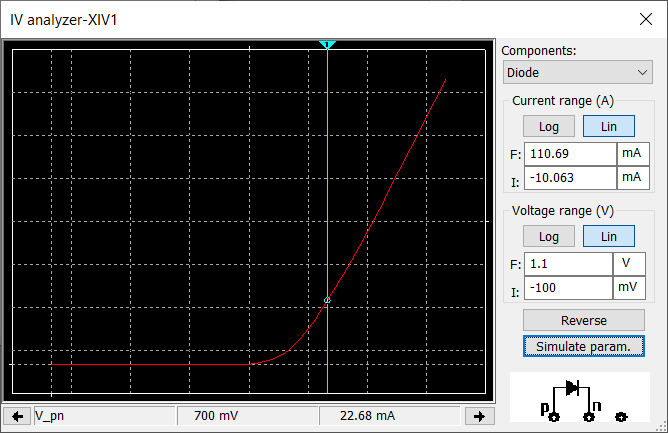 IV analyzer-XIV1
1
Components:
Diode
Current range (A)
Log Lin
F: 110.69 mA
I: -10.063 mA
Voltage range (V)
Log Lin
F: 1.1 V
I: -100 mV
Reverse
Simulate param.
p n
V_pn 700 mV 22.68 mA